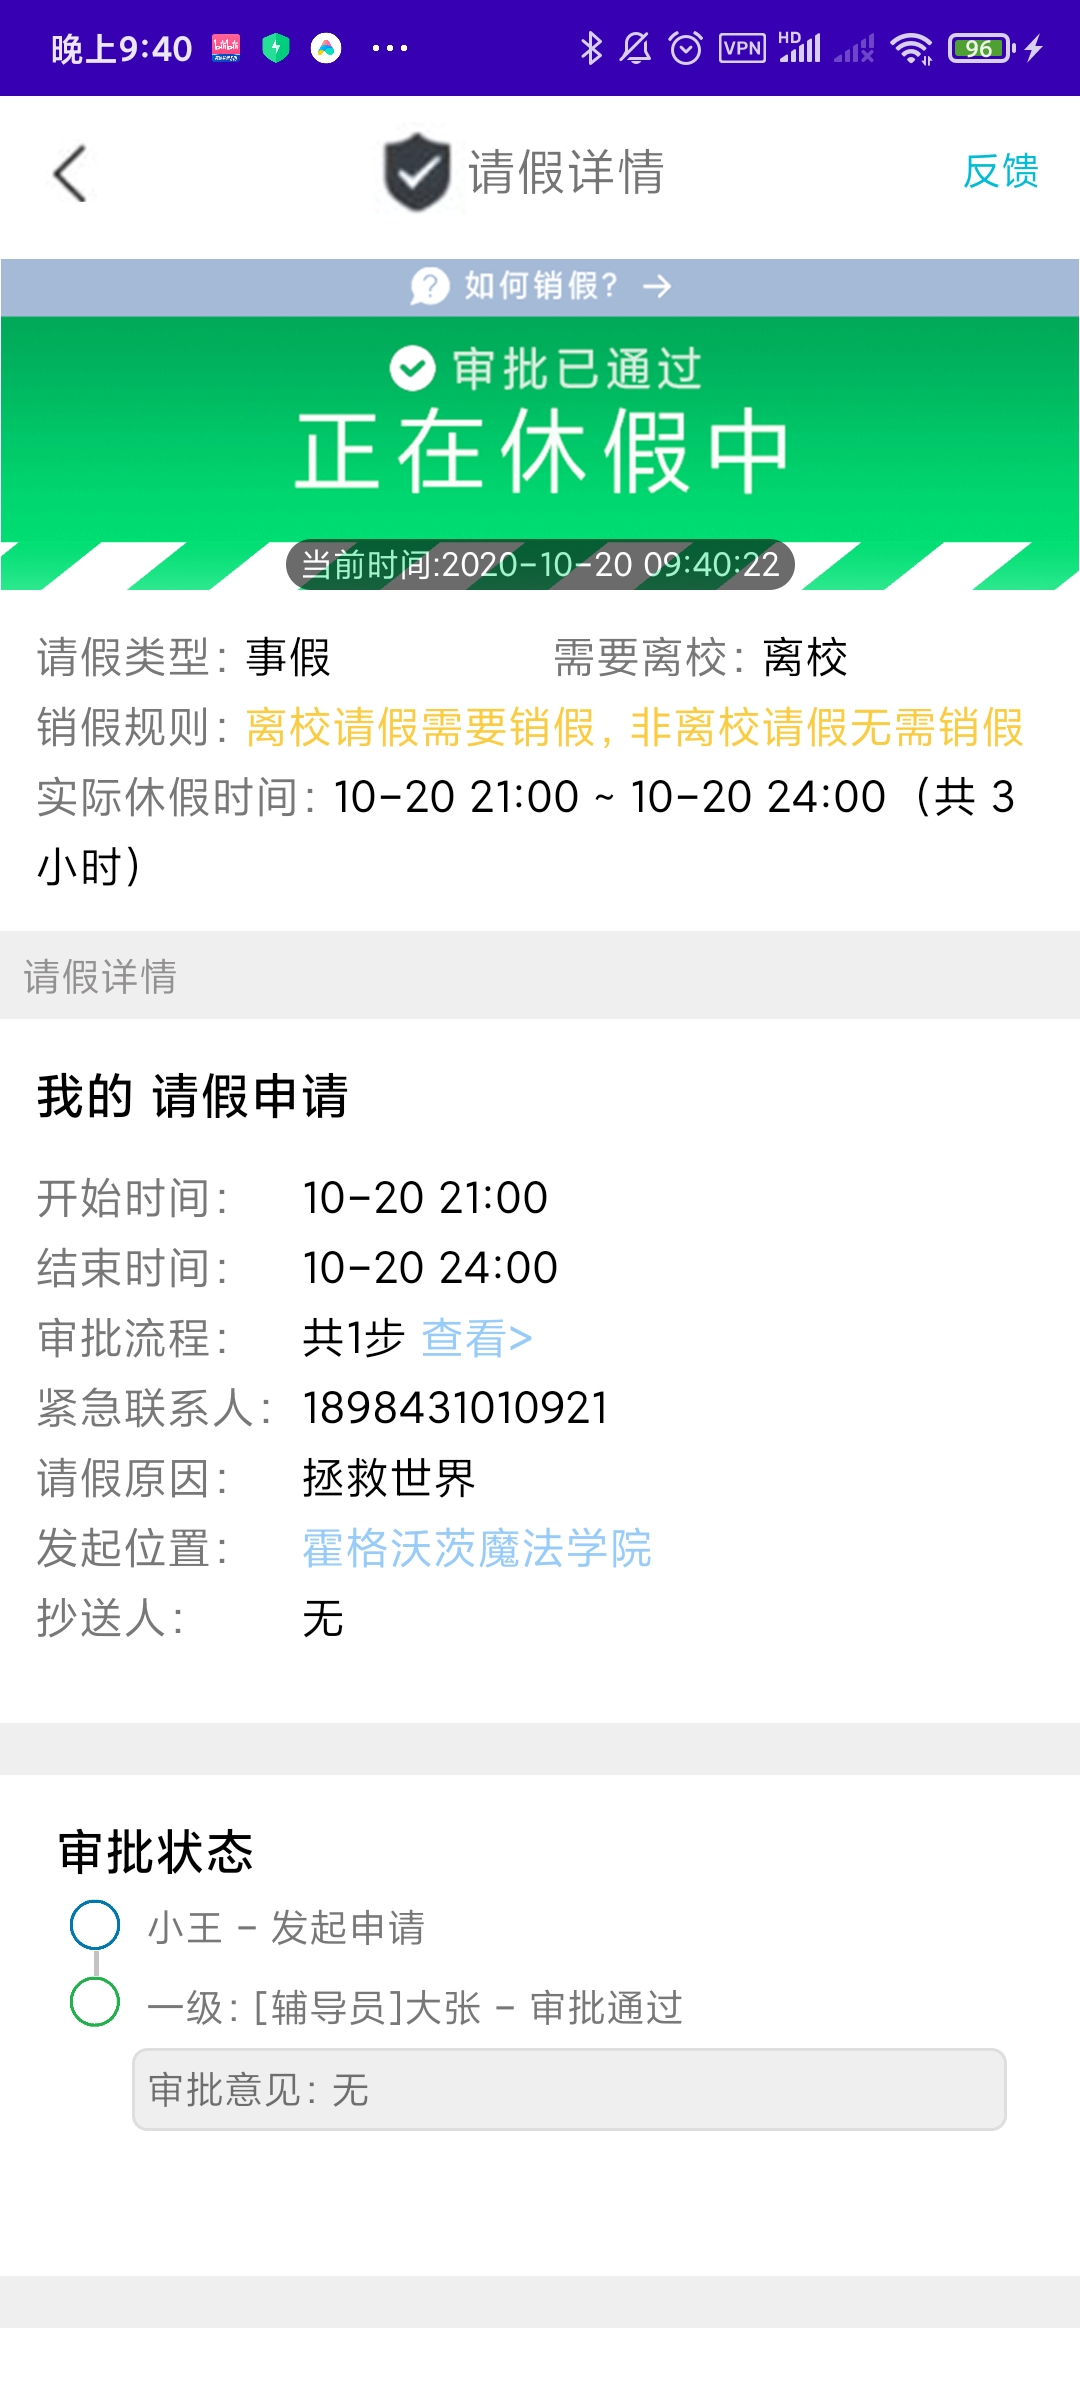 晚上9:40
bilibili
VPN HD 96
请假详情 反馈
如何销假? →
审批已通过
正在休假中
当前时间:2020-10-20 09:40:22
请假类型: 事假 需要离校: 离校
销假规则: 离校请假需要销假, 非离校请假无需销假
实际休假时间: 10-20 21:00 ~ 10-20 24:00 (共 3
小时)
请假详情
我的 请假申请
开始时间: 10-20 21:00
结束时间: 10-20 24:00
审批流程: 共1步 查看>
紧急联系人: 1898431010921
请假原因: 拯救世界
发起位置: 霍格沃茨魔法学院
抄送人: 无
审批状态
小王 - 发起申请
一级: [辅导员]大张 - 审批通过
审批意见: 无